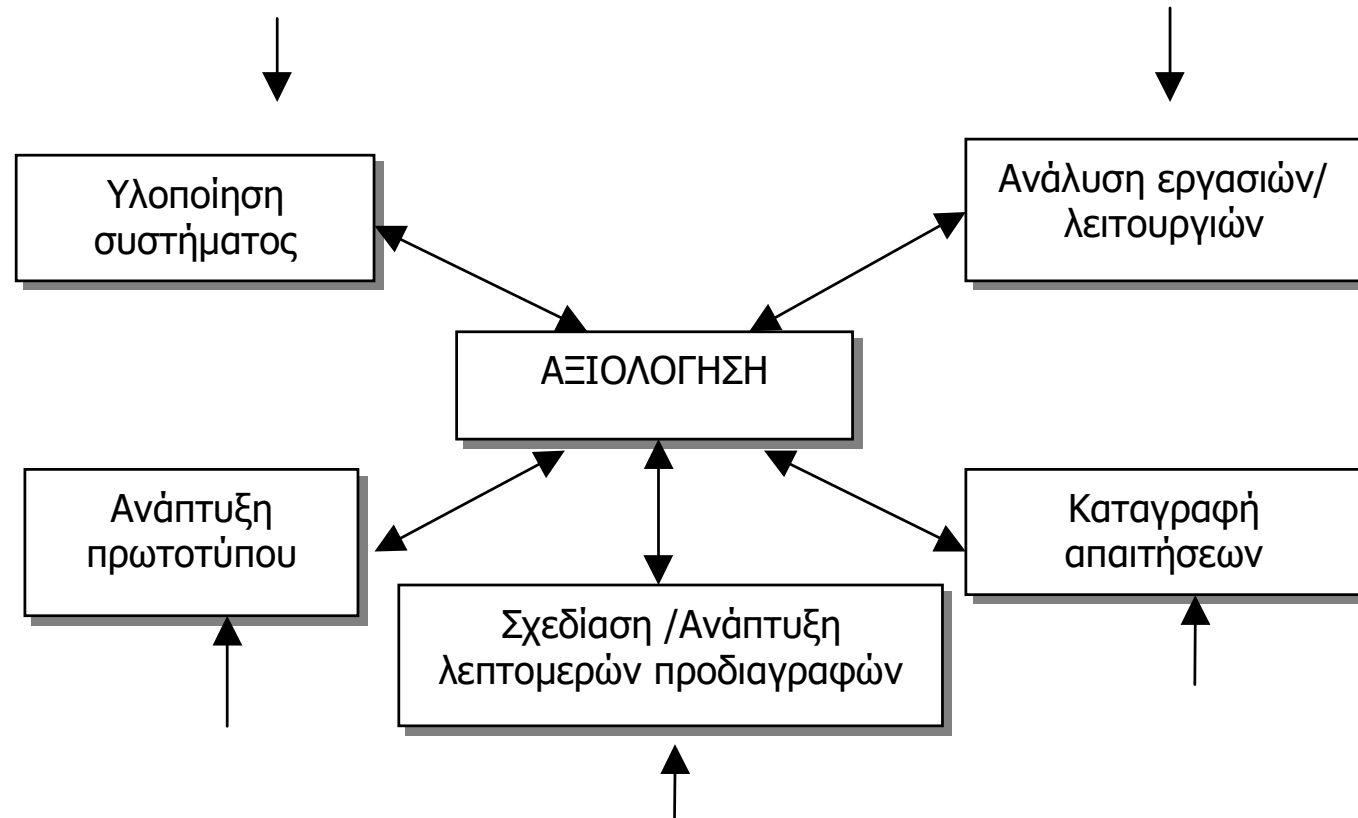 Υλοποίηση
συστήματος
Ανάλυση εργασιών/
λειτουργιών
ΑΞΙΟΛΟΓΗΣΗ
Ανάπτυξη
πρωτοτύπου
Καταγραφή
απαιτήσεων
Σχεδίαση /Ανάπτυξη
λεπτομερών προδιαγραφών